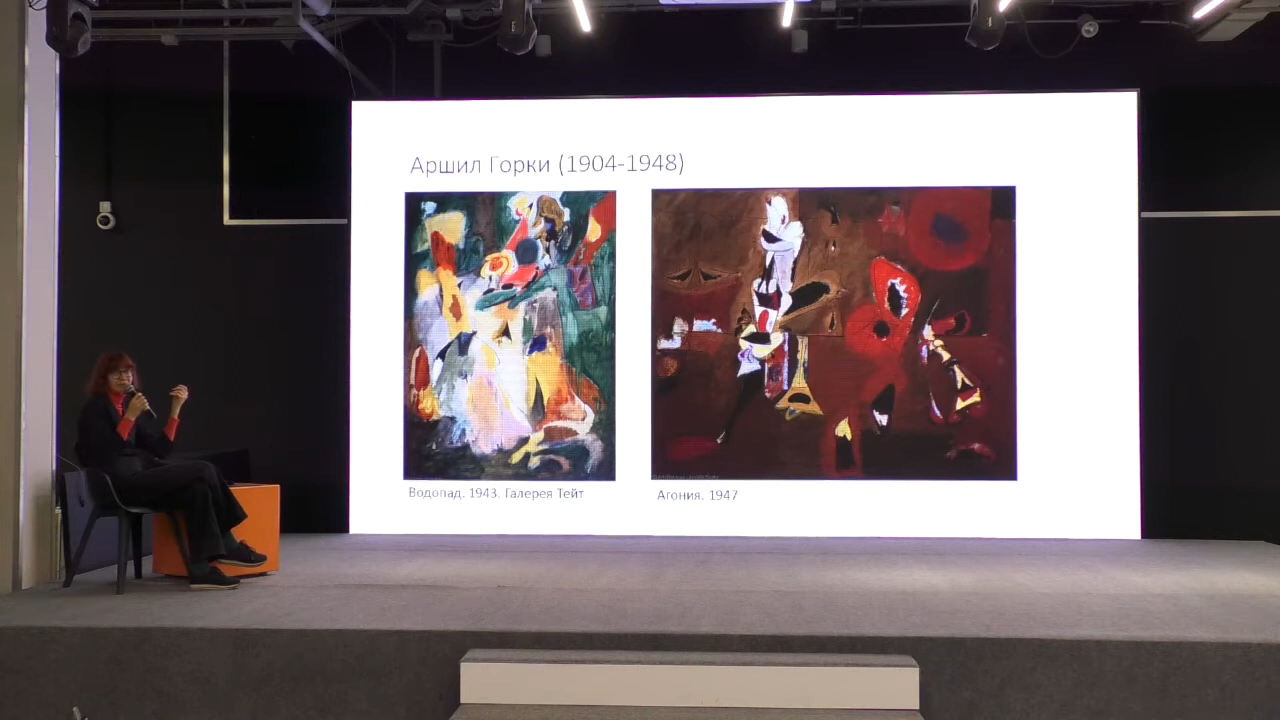 Аршил Горки (1904-1948)
Водопад. 1943. Галерея Тейт
Агония. 1947